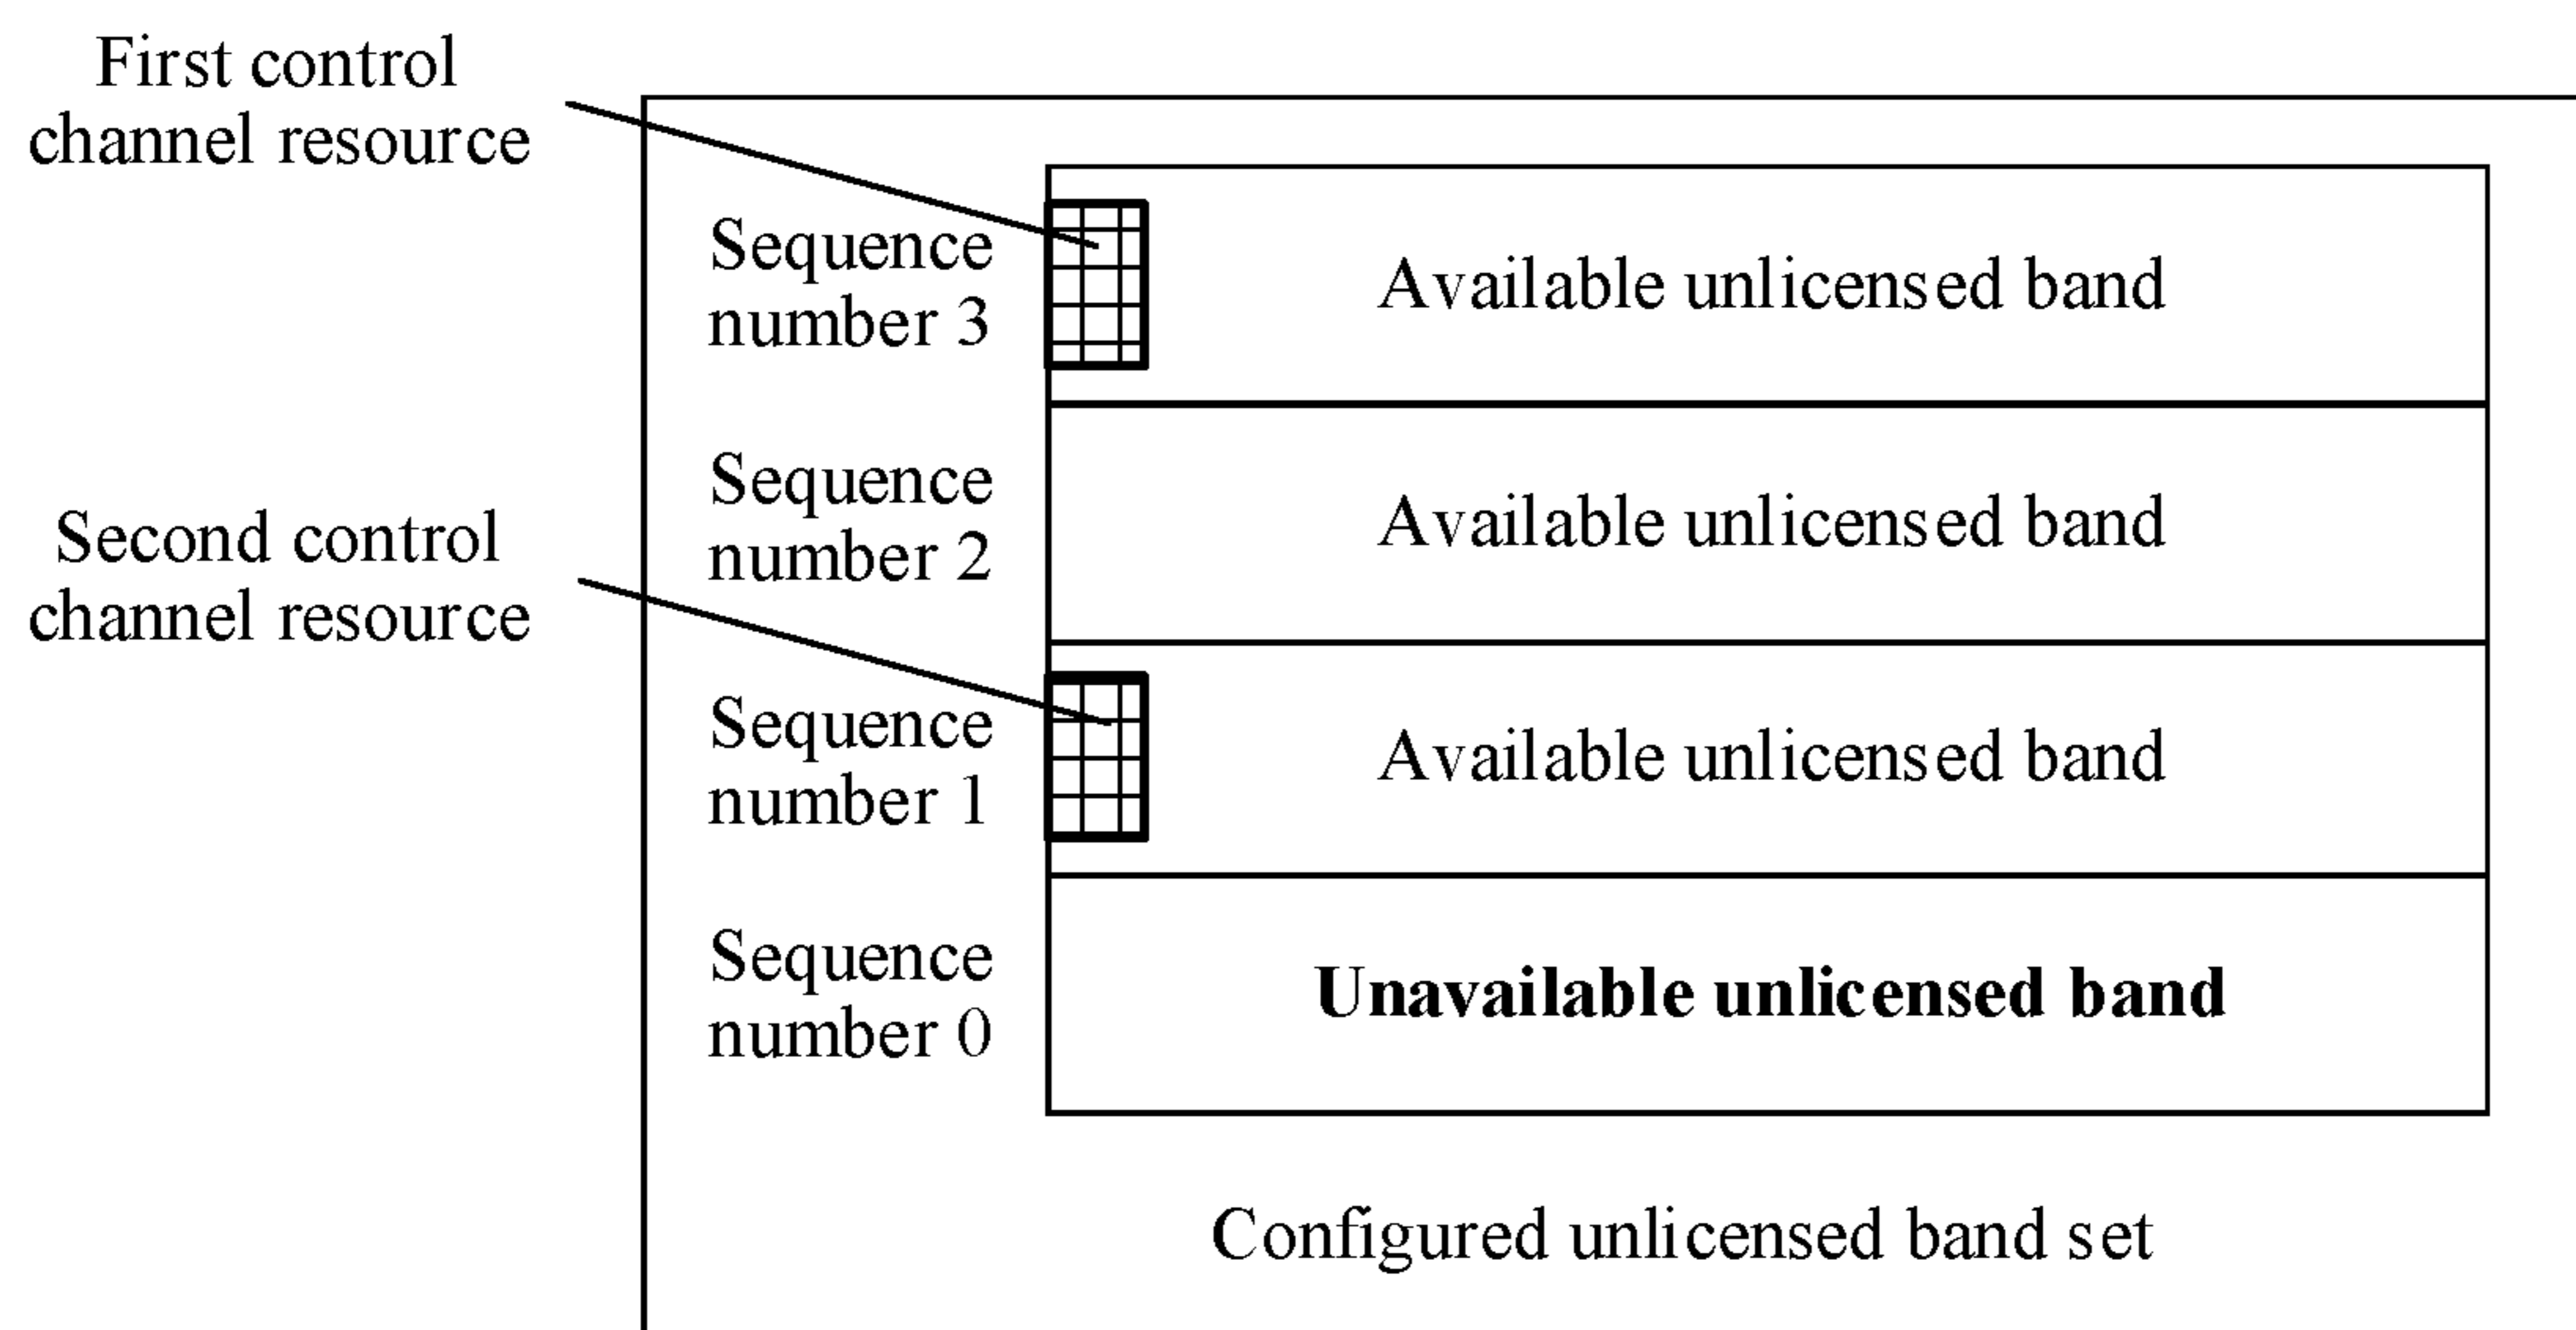 First control
channel resource
Sequence
number 3
Available unlicensed band
Sequence
number 2
Available unlicensed band
Second control
channel resource
Sequence
number 1
Available unlicensed band
Sequence
number 0
Unavailable unlicensed band
Configured unlicensed band set